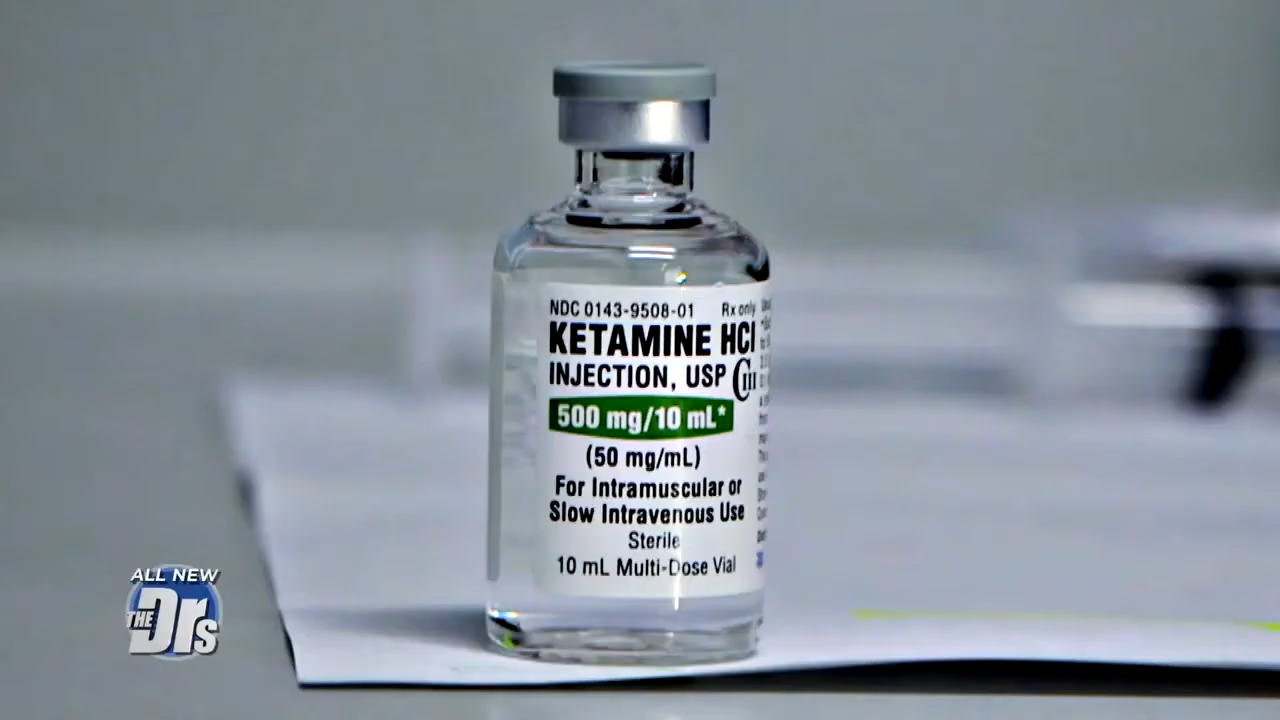 NDC 0143-9508-01 Rx only
KETAMINE HCl
INJECTION, USP CIII
500 mg/10 mL*
(50 mg/mL)
For Intramuscular or
Slow Intravenous Use
Sterile
10 mL Multi-Dose Vial
ALL NEW
THE Drs